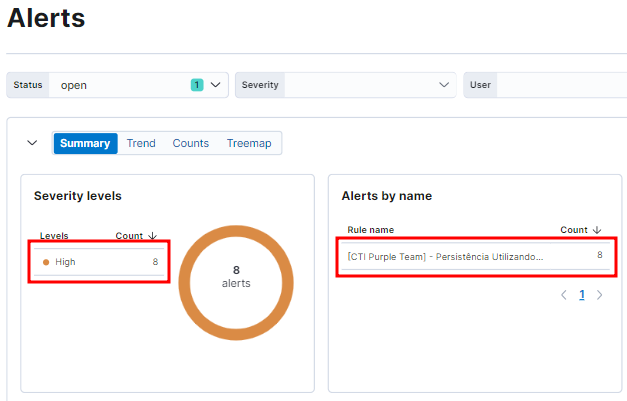 Alerts
Status open 1 Severity User
Summary Trend Counts Treemap
Severity levels
Levels Count
High 8
8
alerts
Alerts by name
Rule name Count
[CTI Purple Team] - Persistência Utilizando... 8
1